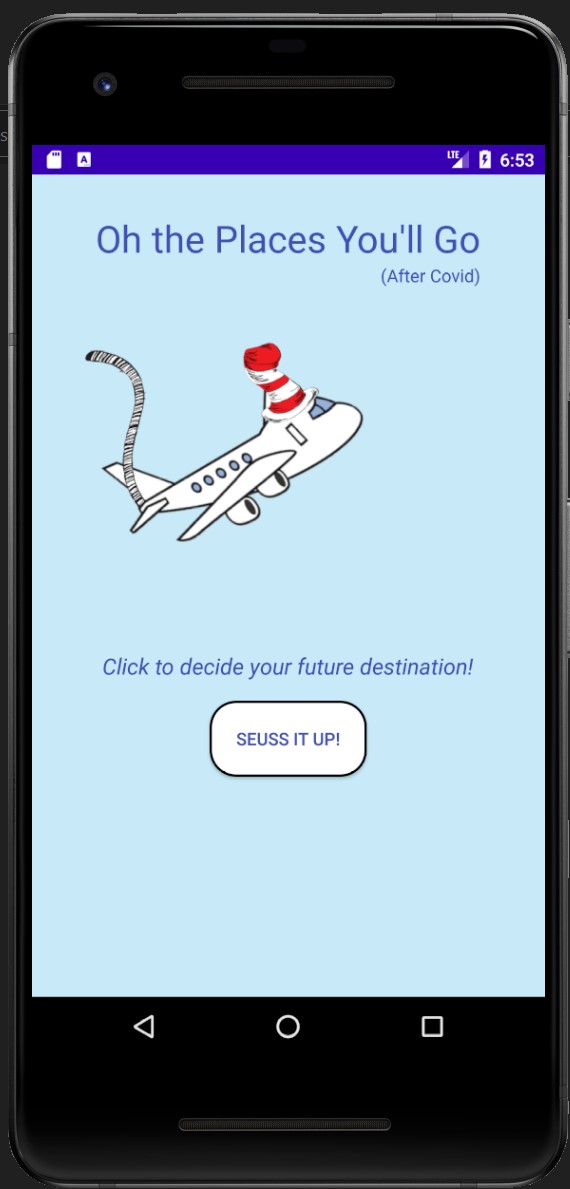 s
A
LTE
6:53
Oh the Places You'll Go
(After Covid)
Click to decide your future destination!
SEUSS IT UP!